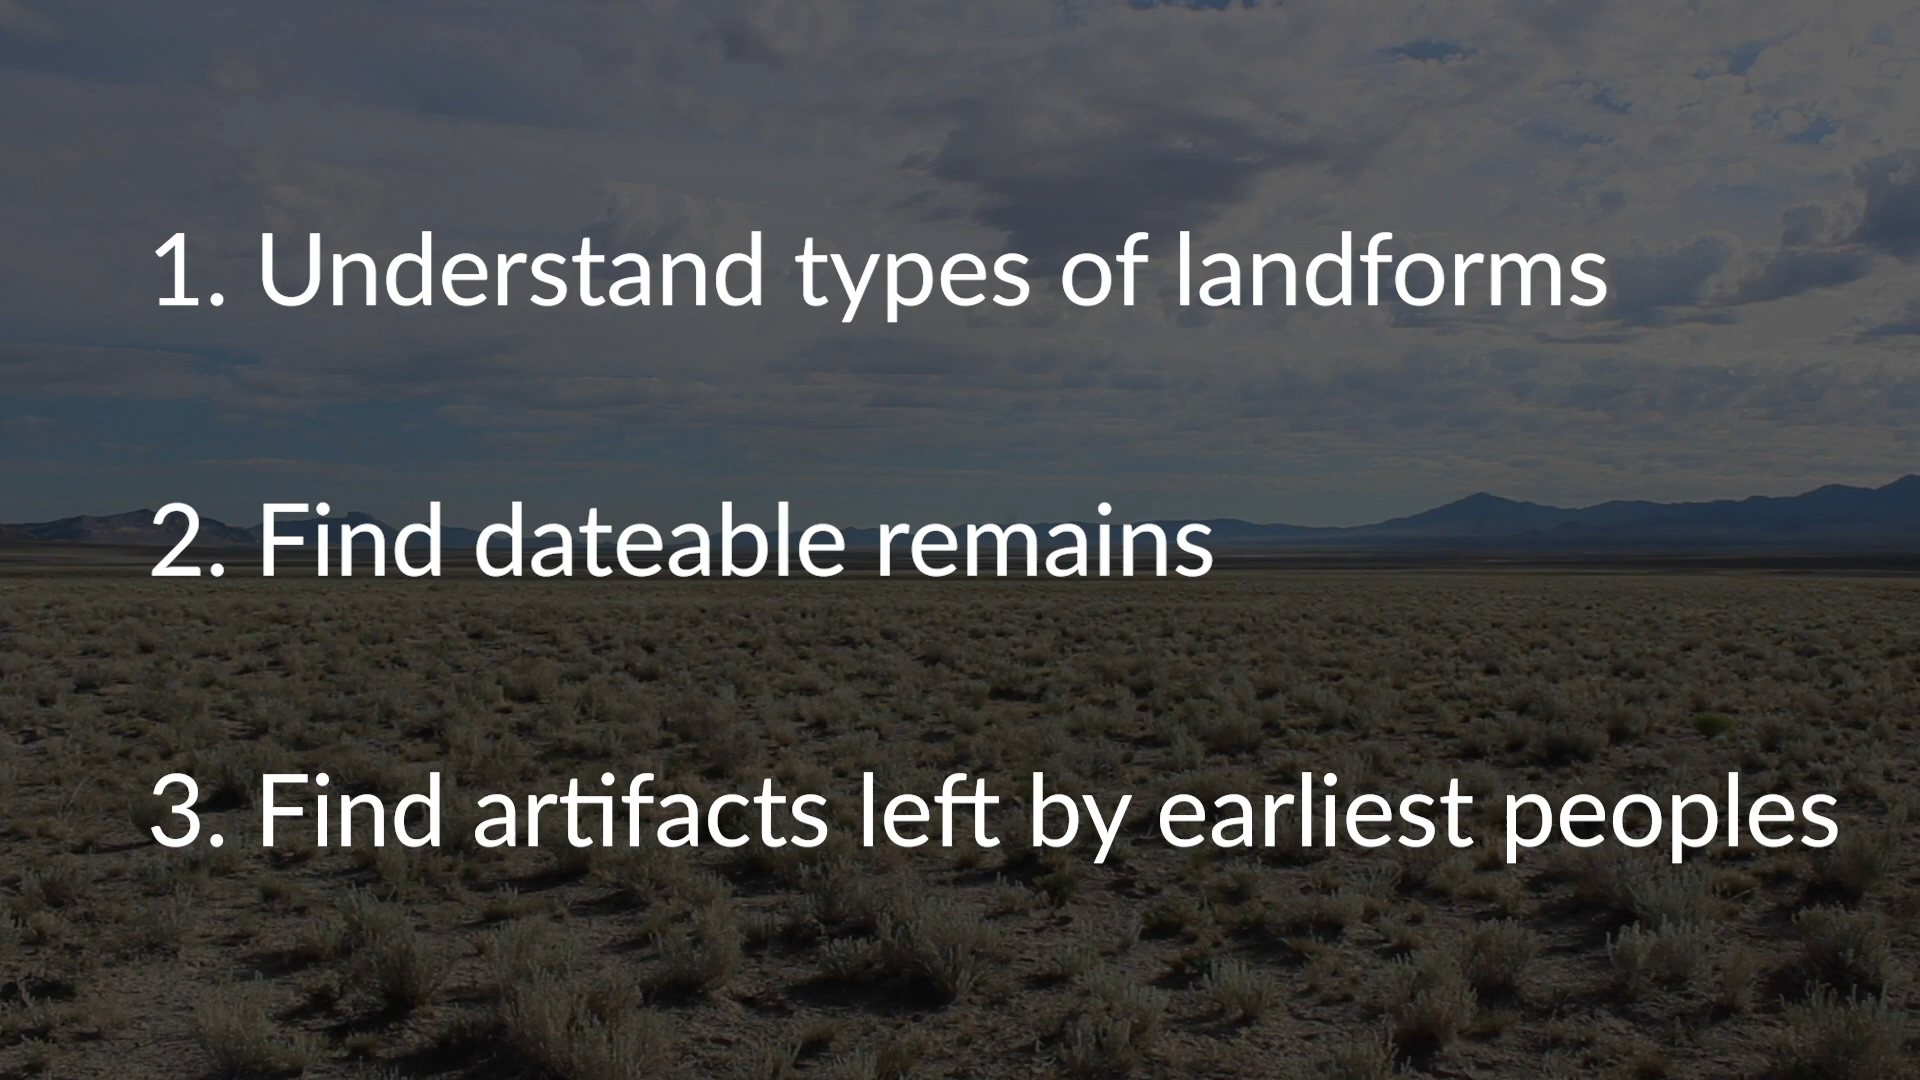 1. Understand types of landforms
2. Find dateable remains
3. Find artifacts left by earliest peoples